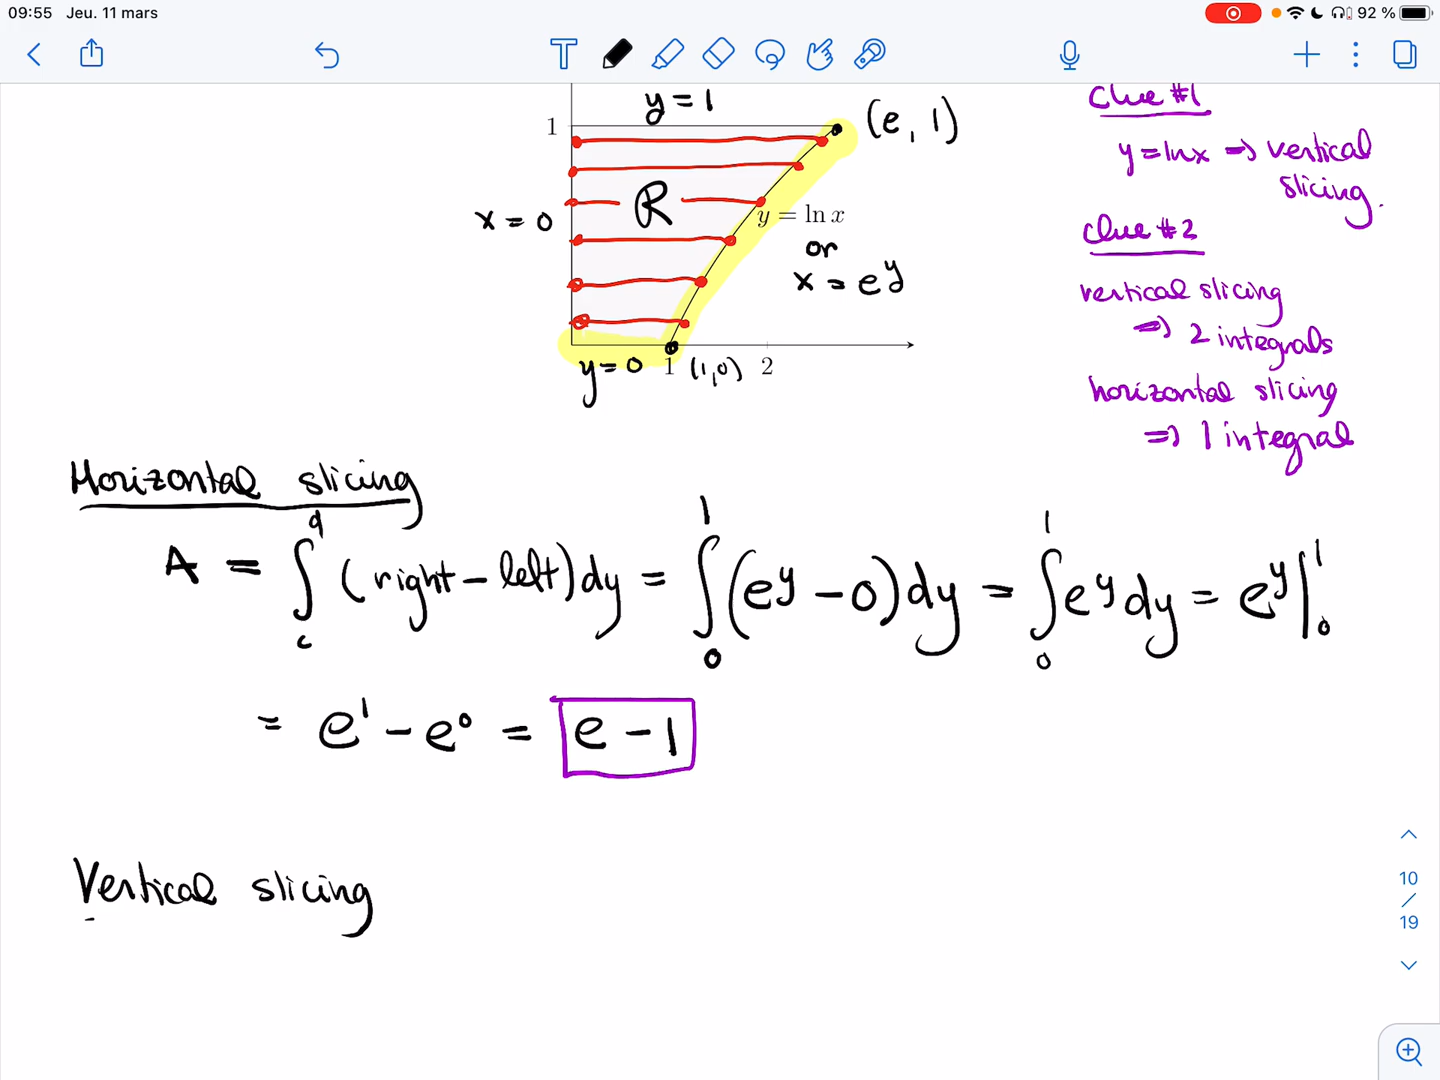 09:55 Jeu. 11 mars 92 %
y = 1
1
(e, 1)
x = 0
R
y = ln x
or
x = e^y
y = 0 1 (1,0) 2
Clue #1
y = ln x => vertical
slicing.
Clue #2
vertical slicing
=> 2 integrals
horizontal slicing
=> 1 integral
Horizontal slicing
A = ∫_c^d (right - left) dy = ∫_0^1 (e^y - 0) dy = ∫_0^1 e^y dy = e^y |_0^1
= e^1 - e^0 = e - 1
Vertical slicing
10
/
19